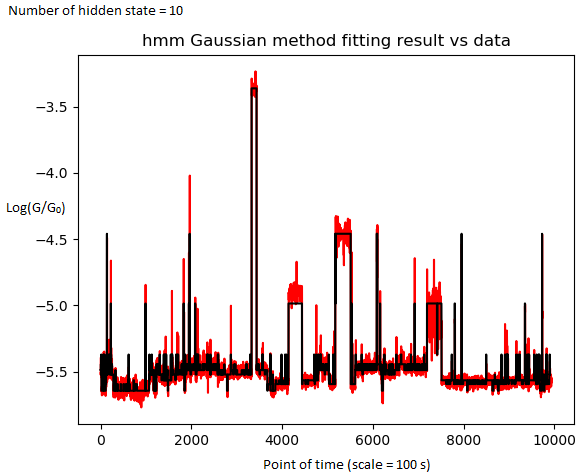 Number of hidden state = 10
hmm Gaussian method fitting result vs data
−3.5
−4.0
−4.5
−5.0
−5.5
Log(G/G₀)
0 2000 4000 6000 8000 10000
Point of time (scale = 100 s)